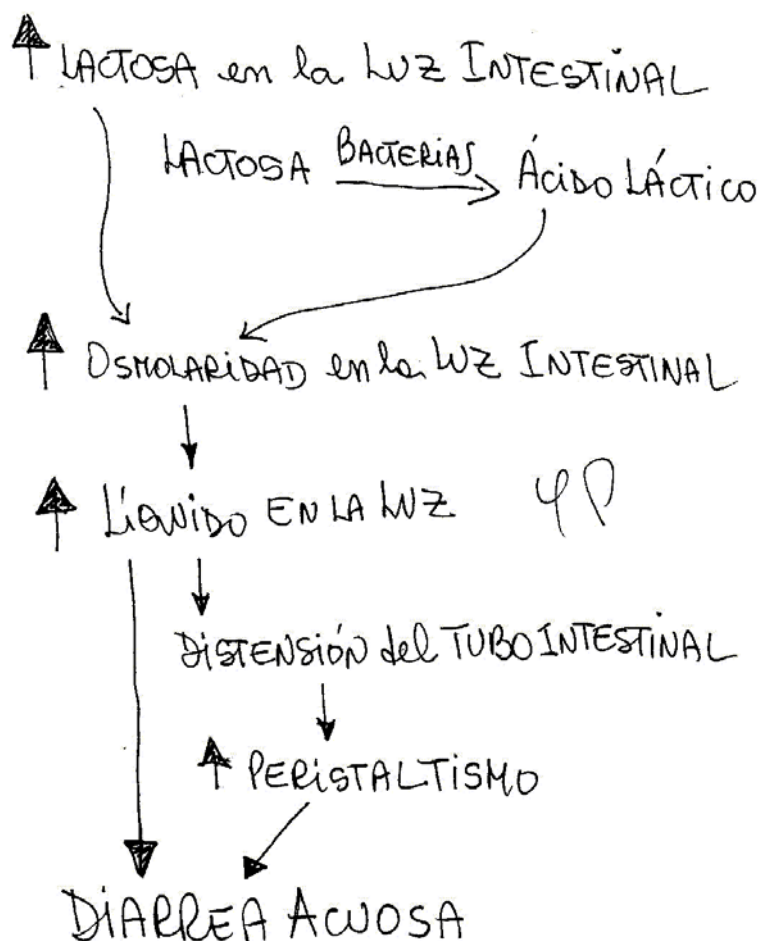 ↑ LACTOSA en la LUZ INTESTINAL
LACTOSA BACTERIAS → ÁCIDO LÁCTICO
↑ OSMOLARIDAD en la LUZ INTESTINAL
↑ LÍQUIDO EN LA LUZ
DISTENSIÓN del TUBO INTESTINAL
↑ PERISTALTISMO
DIARREA ACUOSA